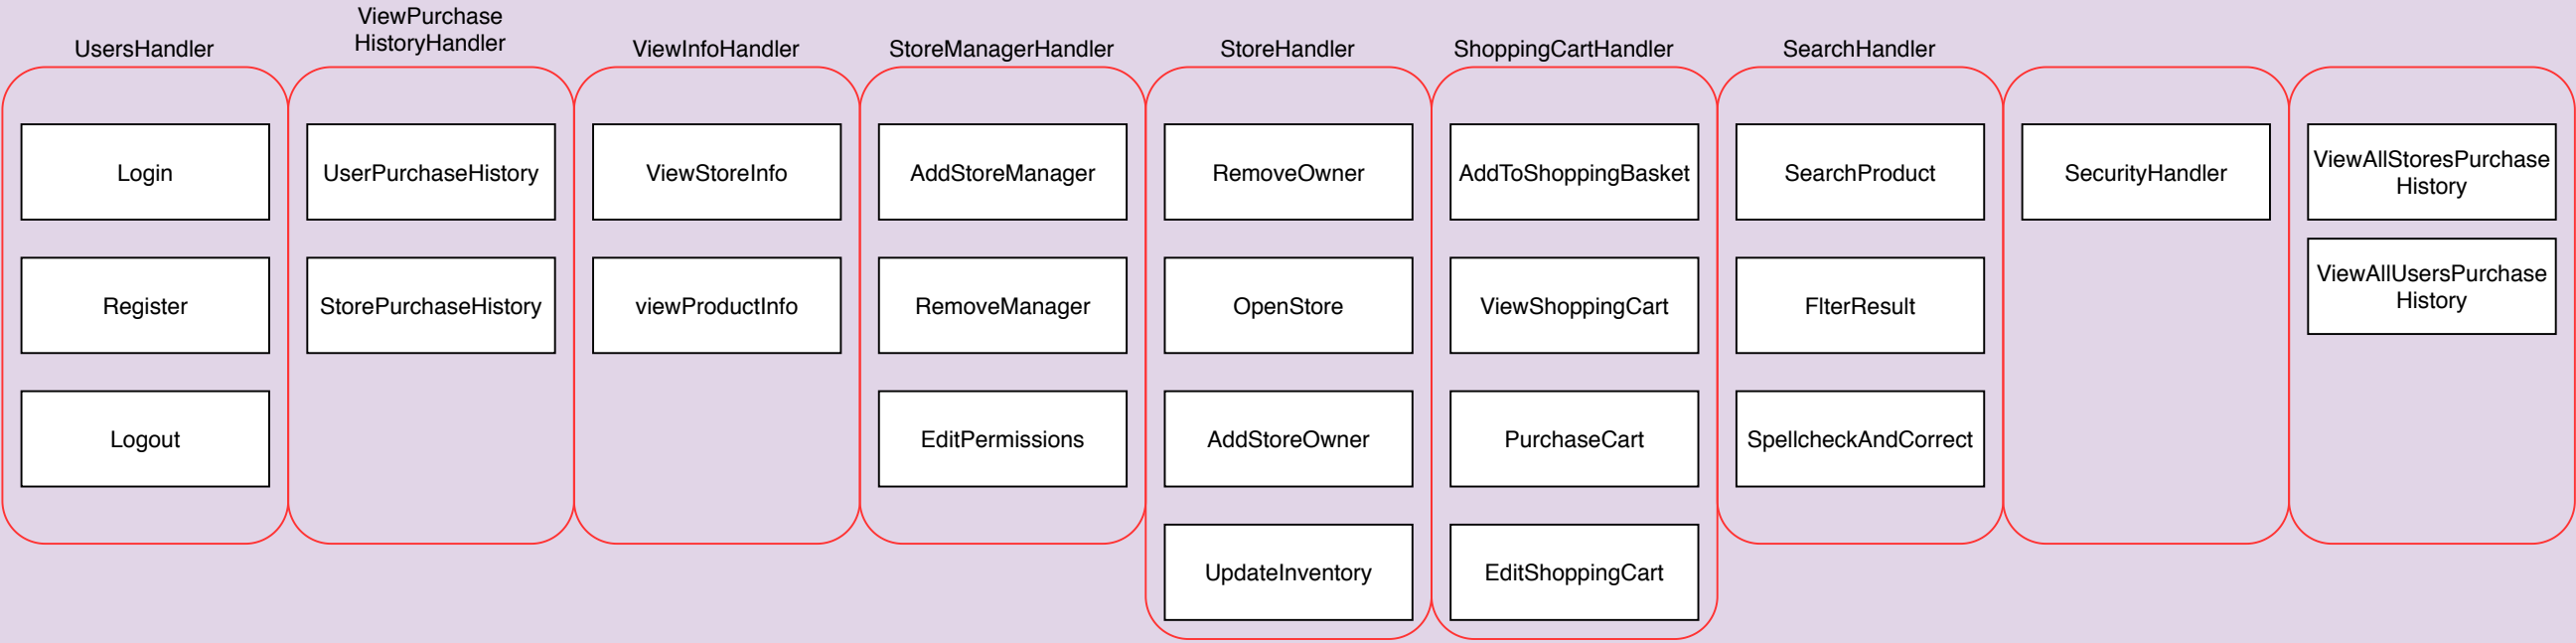 UsersHandler
ViewPurchase
HistoryHandler
ViewInfoHandler
StoreManagerHandler
StoreHandler
ShoppingCartHandler
SearchHandler
Login
Register
Logout
UserPurchaseHistory
StorePurchaseHistory
ViewStoreInfo
viewProductInfo
AddStoreManager
RemoveManager
EditPermissions
RemoveOwner
OpenStore
AddStoreOwner
UpdateInventory
AddToShoppingBasket
ViewShoppingCart
PurchaseCart
EditShoppingCart
SearchProduct
FlterResult
SpellcheckAndCorrect
SecurityHandler
ViewAllStoresPurchase
History
ViewAllUsersPurchase
History